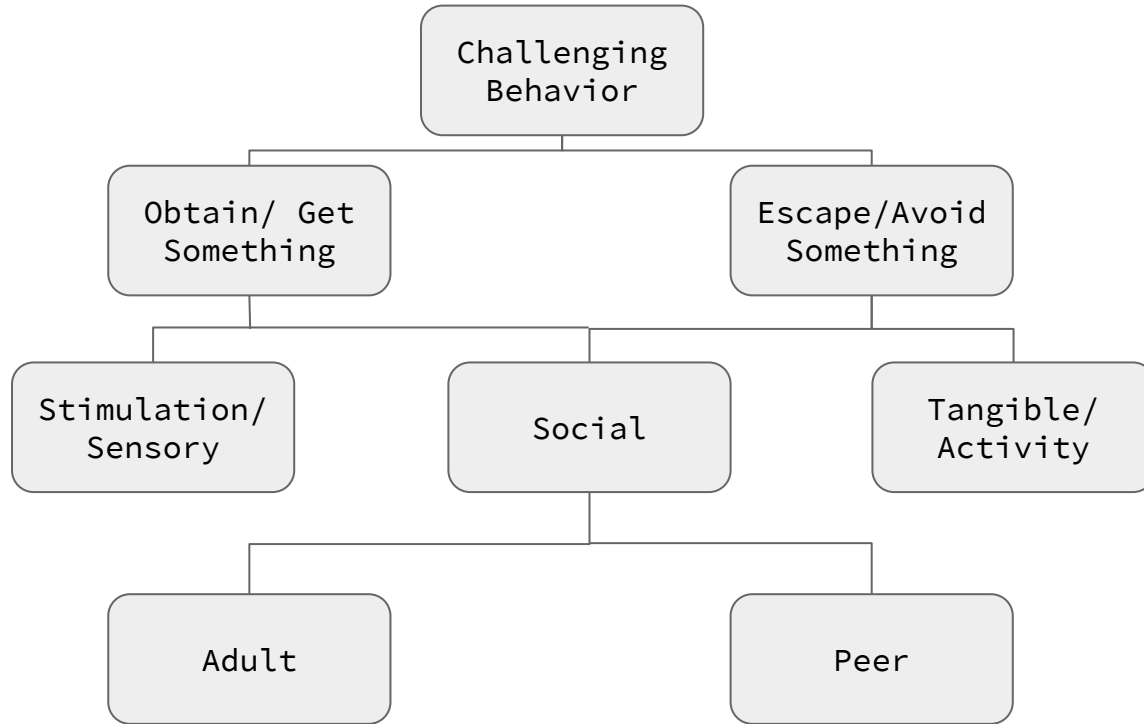 Challenging
Behavior
Obtain/ Get
Something
Escape/Avoid
Something
Stimulation/
Sensory
Social
Tangible/
Activity
Adult
Peer